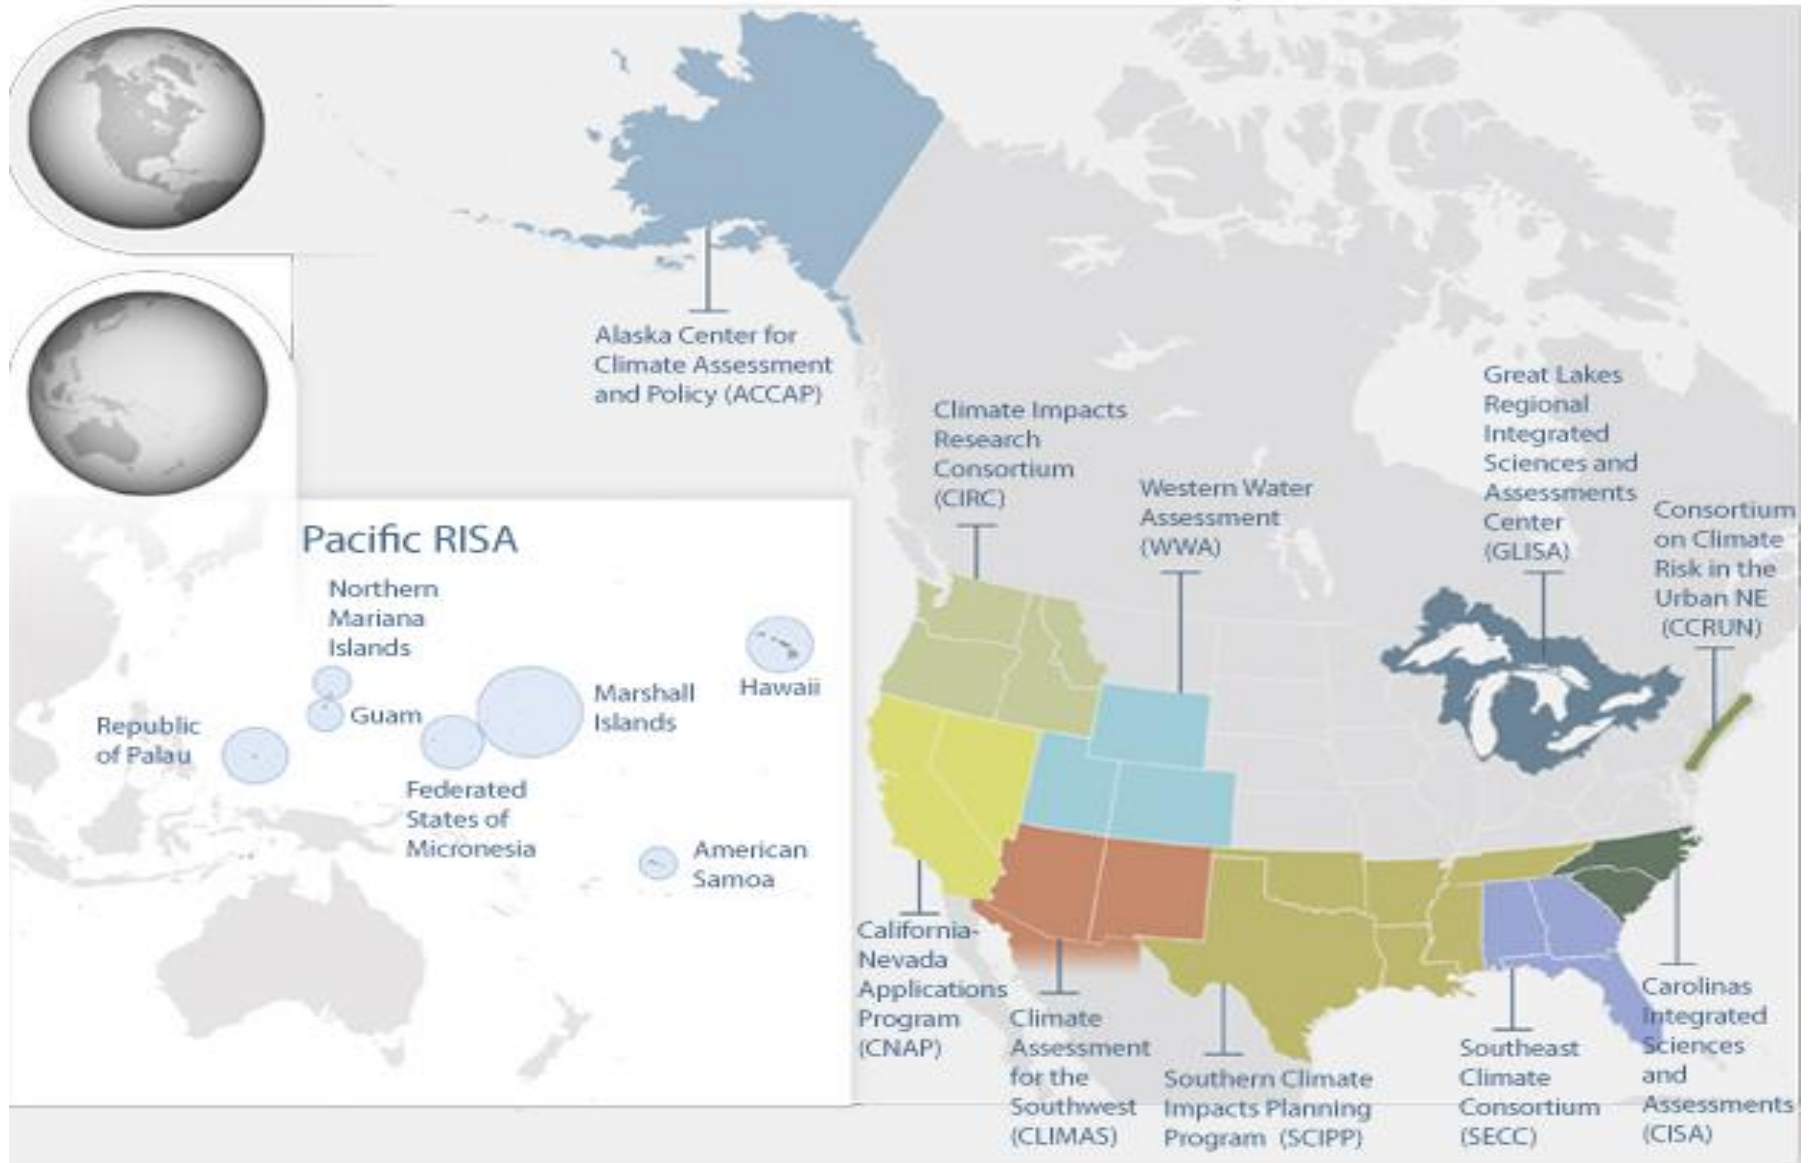 Alaska Center for
Climate Assessment
and Policy (ACCAP)
Climate Impacts
Research
Consortium
(CIRC)
Western Water
Assessment
(WWA)
Great Lakes
Regional
Integrated
Sciences and
Assessments
Center
(GLISA)
Consortium
on Climate
Risk in the
Urban NE
(CCRUN)
Pacific RISA
Northern
Mariana
Islands
Guam
Republic
of Palau
Federated
States of
Micronesia
Marshall
Islands
Hawaii
American
Samoa
California-
Nevada
Applications
Program
(CNAP)
Climate
Assessment
for the
Southwest
(CLIMAS)
Southern Climate
Impacts Planning
Program (SCIPP)
Southeast
Climate
Consortium
(SECC)
Carolinas
Integrated
Sciences
and
Assessments
(CISA)